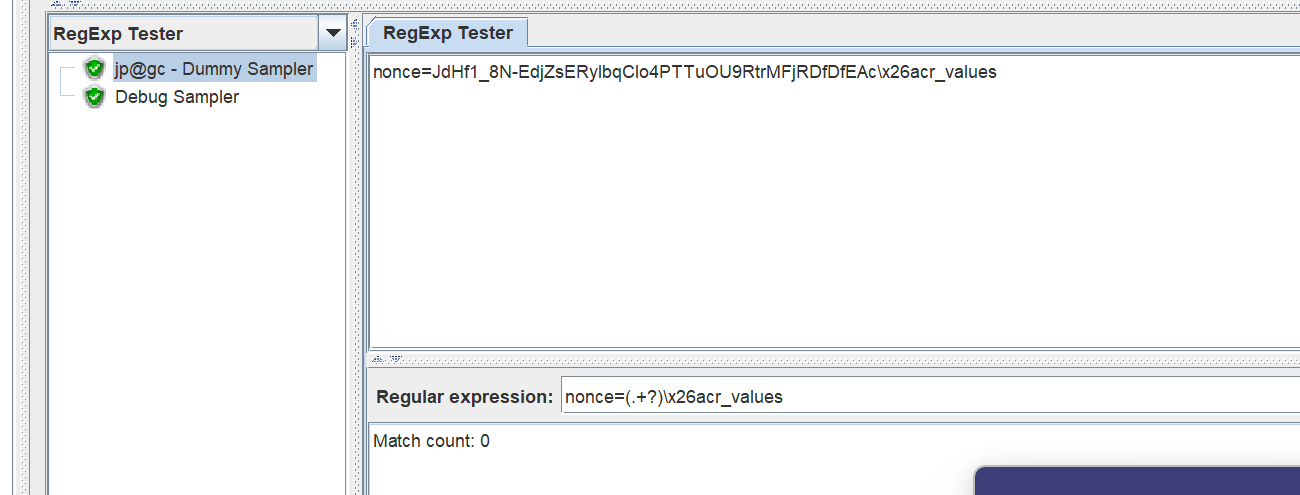 RegExp Tester
jp@gc - Dummy Sampler
Debug Sampler
RegExp Tester
nonce=JdHf1_8N-EdjZsERylbqClo4PTTuOU9RtrMFjRDfDfEAc\x26acr_values
Regular expression: nonce=(.+?)\x26acr_values
Match count: 0